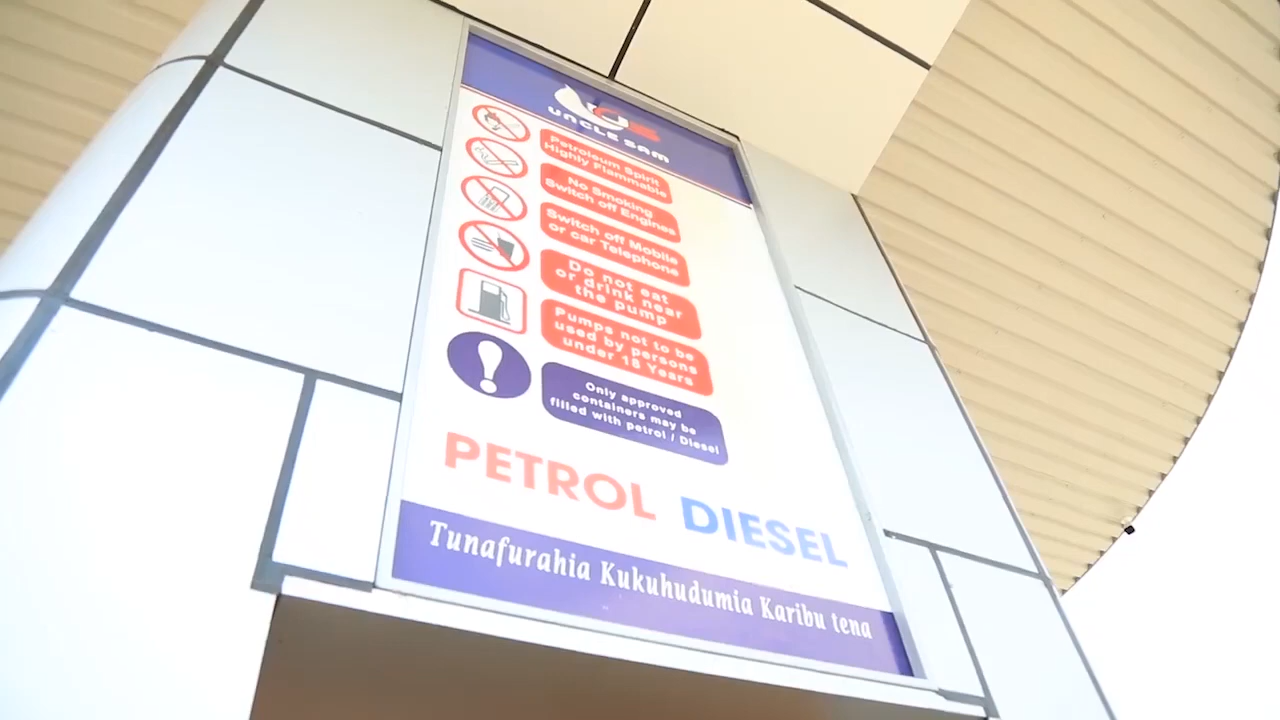 US
UNCLE SAM
Petroleum Spirit
Highly Flammable
No Smoking
Switch off Engines
Switch off Mobile
or car Telephone
Do not eat
or drink near
the pump
Pumps not to be
used by persons
under 18 Years
Only approved
containers may be
filled with petrol / Diesel
PETROL DIESEL
Tunafurahia Kukuhudumia Karibu tena